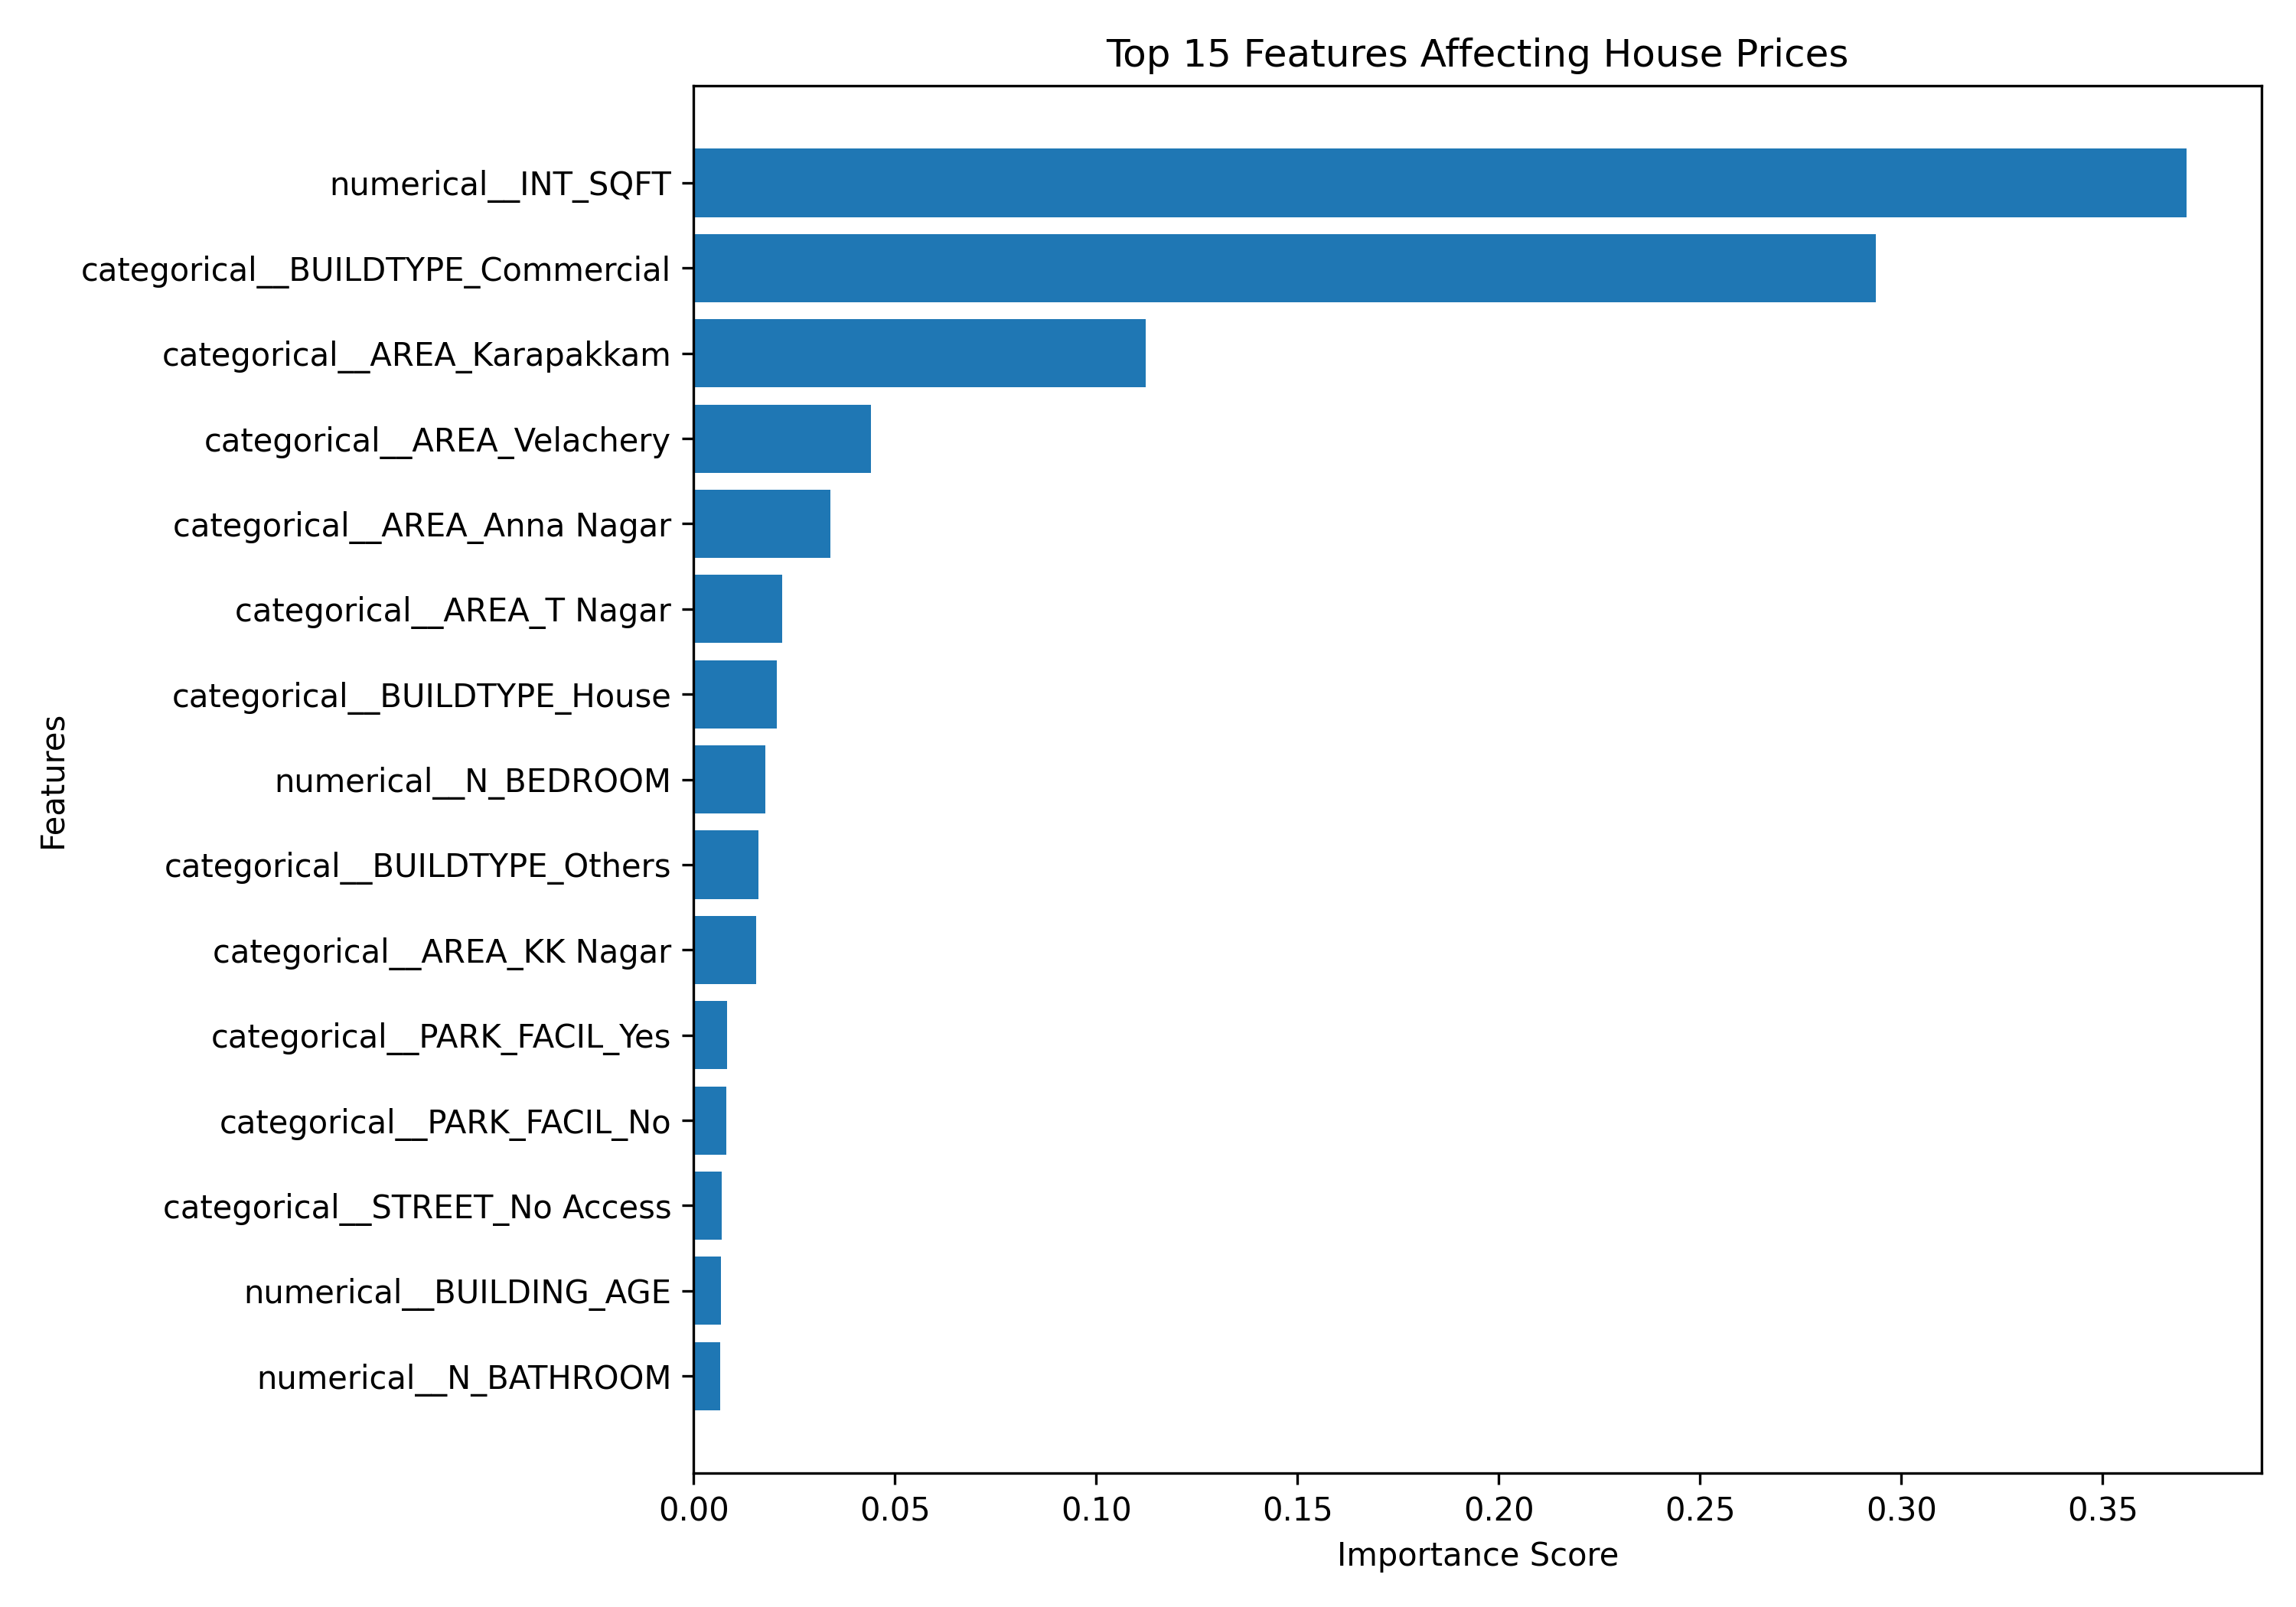 Top 15 Features Affecting House Prices
Features
numerical__INT_SQFT
categorical__BUILDTYPE_Commercial
categorical__AREA_Karapakkam
categorical__AREA_Velachery
categorical__AREA_Anna Nagar
categorical__AREA_T Nagar
categorical__BUILDTYPE_House
numerical__N_BEDROOM
categorical__BUILDTYPE_Others
categorical__AREA_KK Nagar
categorical__PARK_FACIL_Yes
categorical__PARK_FACIL_No
categorical__STREET_No Access
numerical__BUILDING_AGE
numerical__N_BATHROOM
0.00 0.05 0.10 0.15 0.20 0.25 0.30 0.35
Importance Score